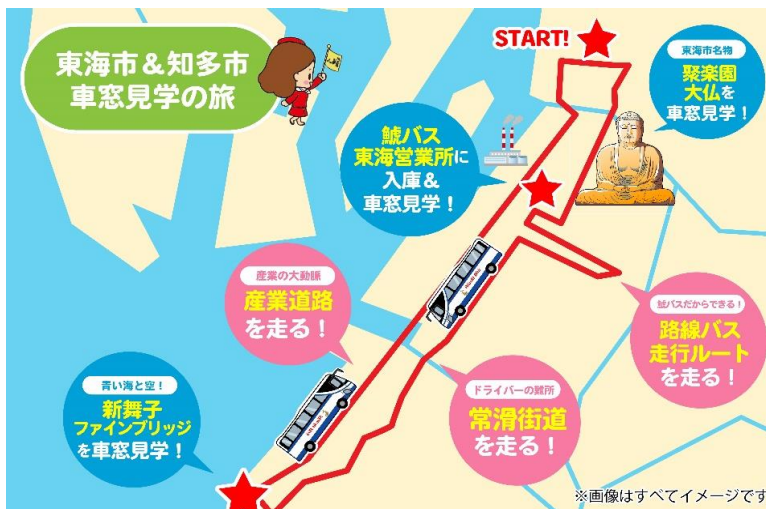 東海市&知多市
車窓見学の旅
START!
東海市名物
聚楽園
大仏を
車窓見学！
鯱バス
東海営業所に
入庫&
車窓見学！
産業の大動脈
産業道路
を走る！
鯱バスだからできる！
路線バス
走行ルート
を走る！
青い海と空！
新舞子
ファインブリッジ
を車窓見学！
ドライバーの難所
常滑街道
を走る！
※画像はすべてイメージです